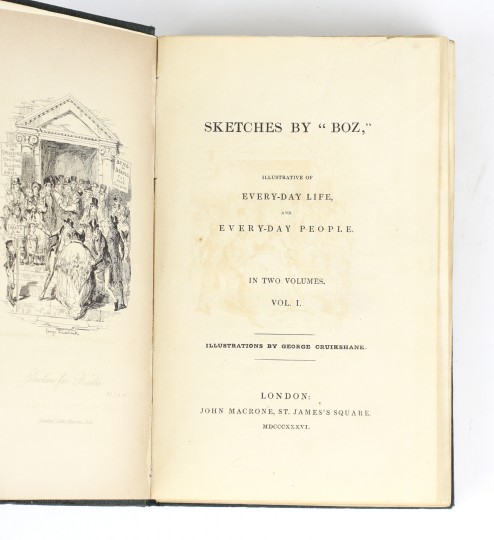 SKETCHES BY “ BOZ,”
ILLUSTRATIVE OF
EVERY-DAY LIFE,
AND
EVERY-DAY PEOPLE.
IN TWO VOLUMES.
VOL. I.
ILLUSTRATIONS BY GEORGE CRUIKSHANK.
LONDON:
JOHN MACRONE, ST. JAMES'S SQUARE.
MDCCCXXXVI.